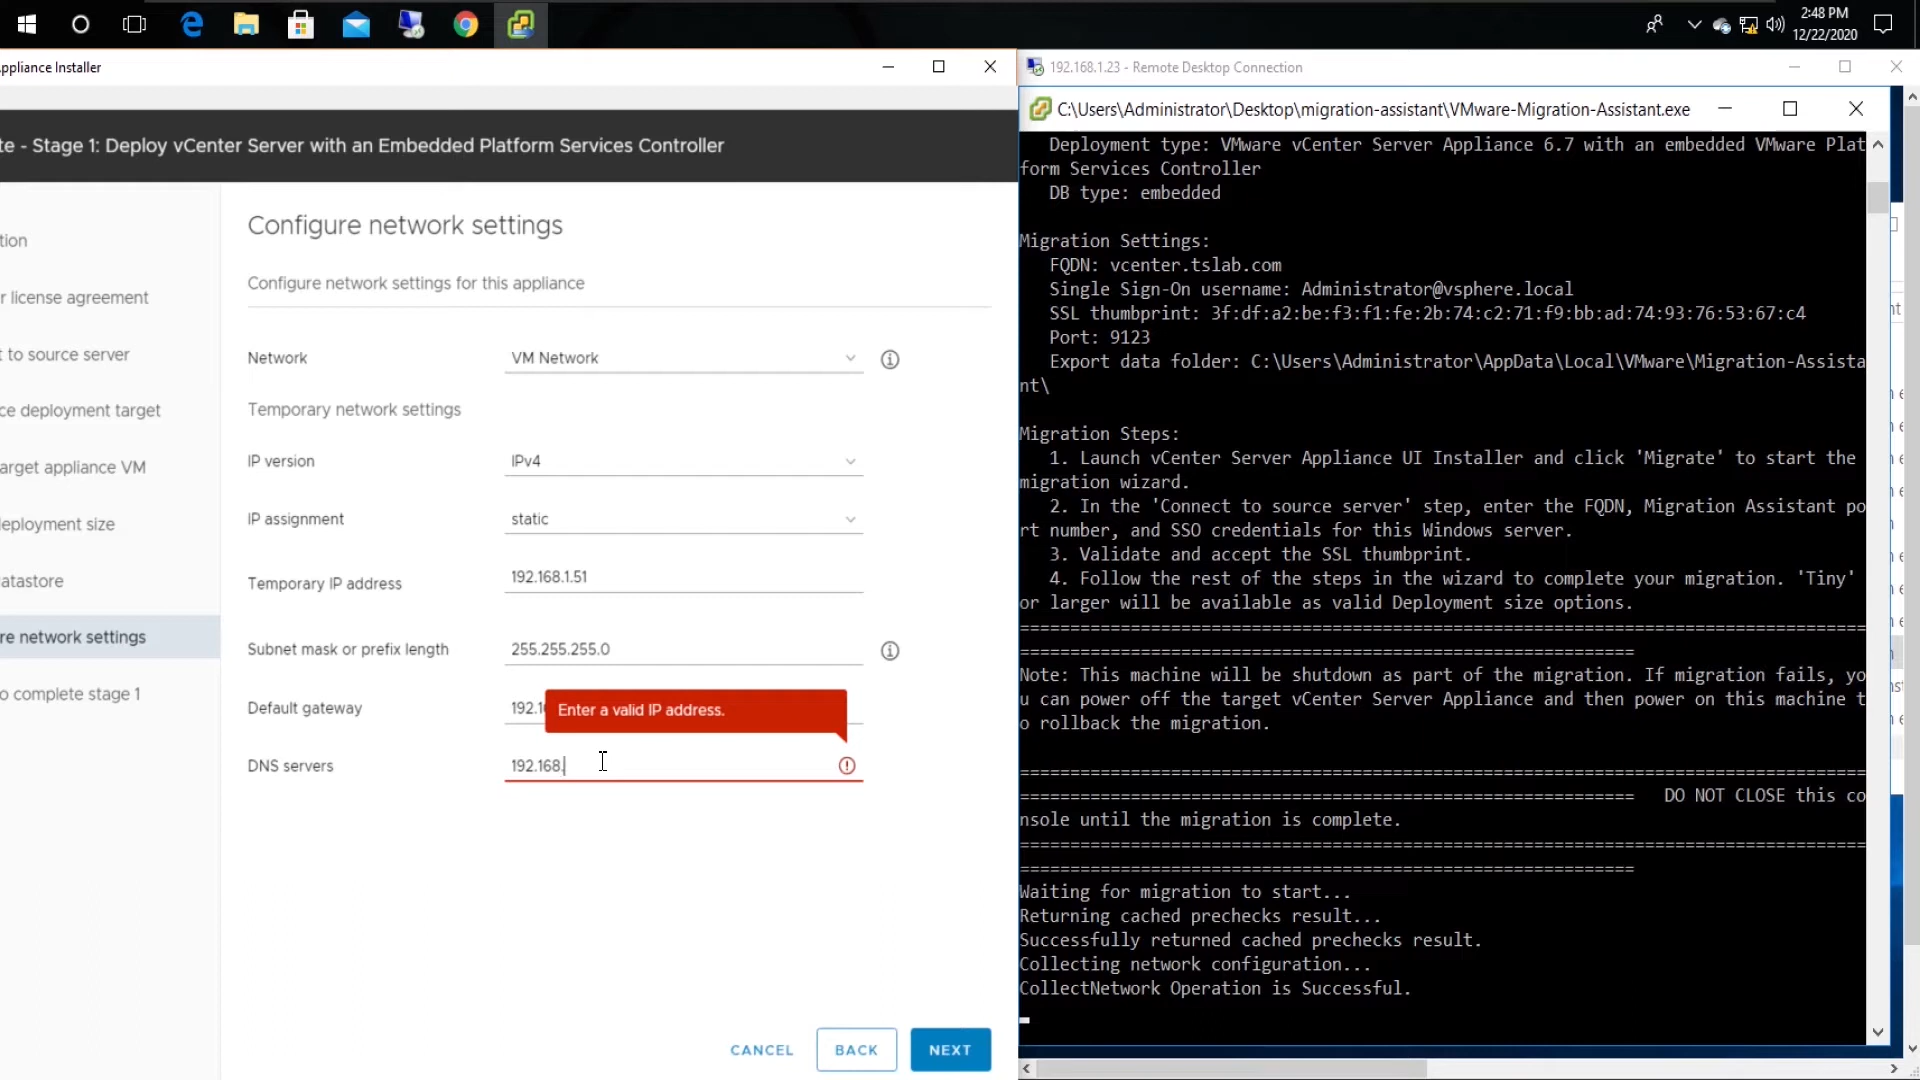 2:48 PM
12/22/2020
ppliance Installer
te - Stage 1: Deploy vCenter Server with an Embedded Platform Services Controller
tion
r license agreement
t to source server
ce deployment target
arget appliance VM
deployment size
atastore
re network settings
o complete stage 1
Configure network settings
Configure network settings for this appliance
Network
VM Network
Temporary network settings
IP version
IPv4
IP assignment
static
Temporary IP address
192.168.1.51
Subnet mask or prefix length
255.255.255.0
Default gateway
192.1
Enter a valid IP address.
DNS servers
192.168.
CANCEL
BACK
NEXT
192.168.1.23 - Remote Desktop Connection
C:\Users\Administrator\Desktop\migration-assistant\VMware-Migration-Assistant.exe
Deployment type: VMware vCenter Server Appliance 6.7 with an embedded VMware Plat
form Services Controller
DB type: embedded
Migration Settings:
FQDN: vcenter.tslab.com
Single Sign-On username: Administrator@vsphere.local
SSL thumbprint: 3f:df:a2:be:f3:f1:fe:2b:74:c2:71:f9:bb:ad:74:93:76:53:67:c4
Port: 9123
Export data folder: C:\Users\Administrator\AppData\Local\VMware\Migration-Assista
nt\
Migration Steps:
1. Launch vCenter Server Appliance UI Installer and click 'Migrate' to start the
migration wizard.
2. In the 'Connect to source server' step, enter the FQDN, Migration Assistant po
rt number, and SSO credentials for this Windows server.
3. Validate and accept the SSL thumbprint.
4. Follow the rest of the steps in the wizard to complete your migration. 'Tiny'
or larger will be available as valid Deployment size options.
====================================================================================
=============================================================
Note: This machine will be shutdown as part of the migration. If migration fails, yo
u can power off the target vCenter Server Appliance and then power on this machine t
o rollback the migration.
====================================================================================
=============================================================   DO NOT CLOSE this co
nsole until the migration is complete.
====================================================================================
=============================================================
Waiting for migration to start...
Returning cached prechecks result...
Successfully returned cached prechecks result.
Collecting network configuration...
CollectNetwork Operation is Successful.